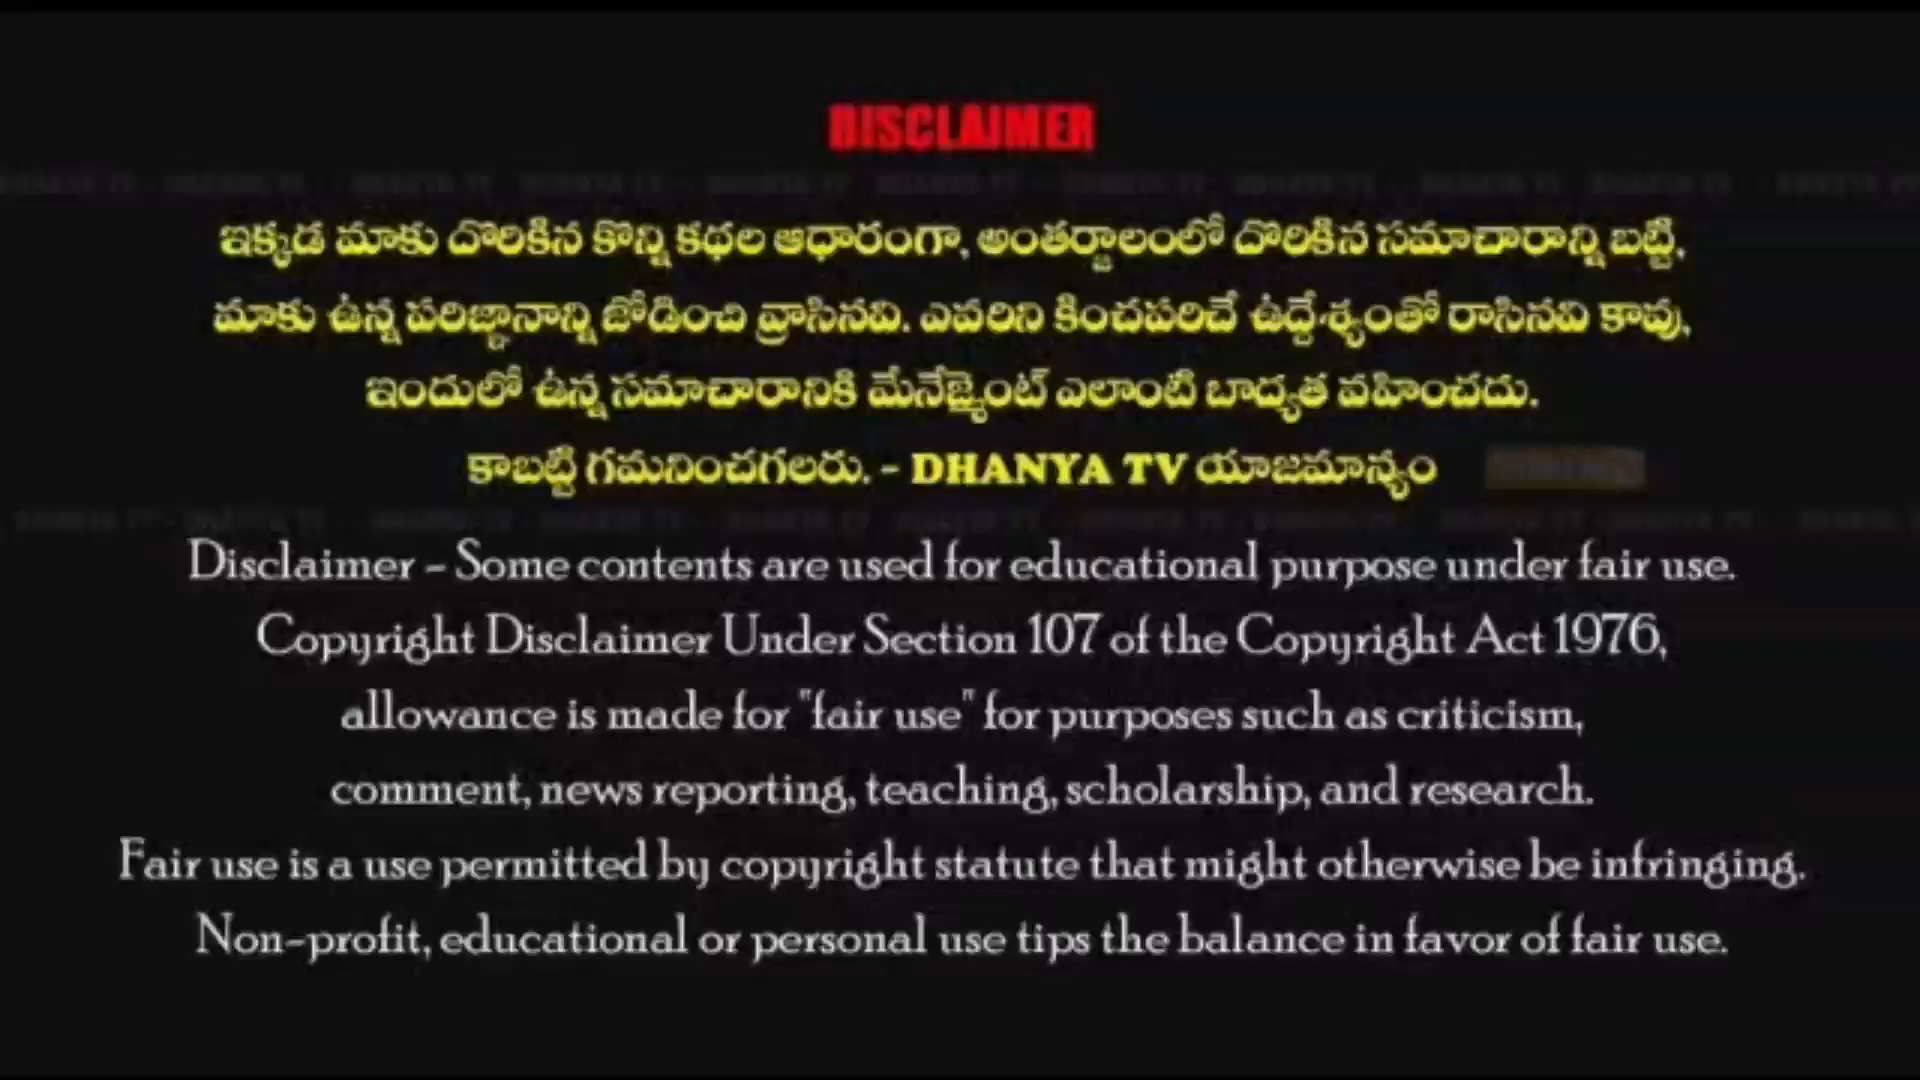 DISCLAIMER
ఇక్కడ మాకు దొరికిన కొన్ని కథల ఆధారంగా, అంతర్జాలంలో దొరికిన సమాచారాన్ని బట్టి,
మాకు ఉన్న పరిజ్ఞానాన్ని జోడించి వ్రాసినవి. ఎవరిని కించపరిచే ఉద్దేశ్యంతో రాసినవి కావు,
ఇందులో ఉన్న సమాచారానికి మేనేజ్మెంట్ ఎలాంటి బాద్యత వహించదు.
కాబట్టి గమనించగలరు. - DHANYA TV యాజమాన్యం
Disclaimer - Some contents are used for educational purpose under fair use.
Copyright Disclaimer Under Section 107 of the Copyright Act 1976,
allowance is made for "fair use" for purposes such as criticism,
comment, news reporting, teaching, scholarship, and research.
Fair use is a use permitted by copyright statute that might otherwise be infringing.
Non-profit, educational or personal use tips the balance in favor of fair use.